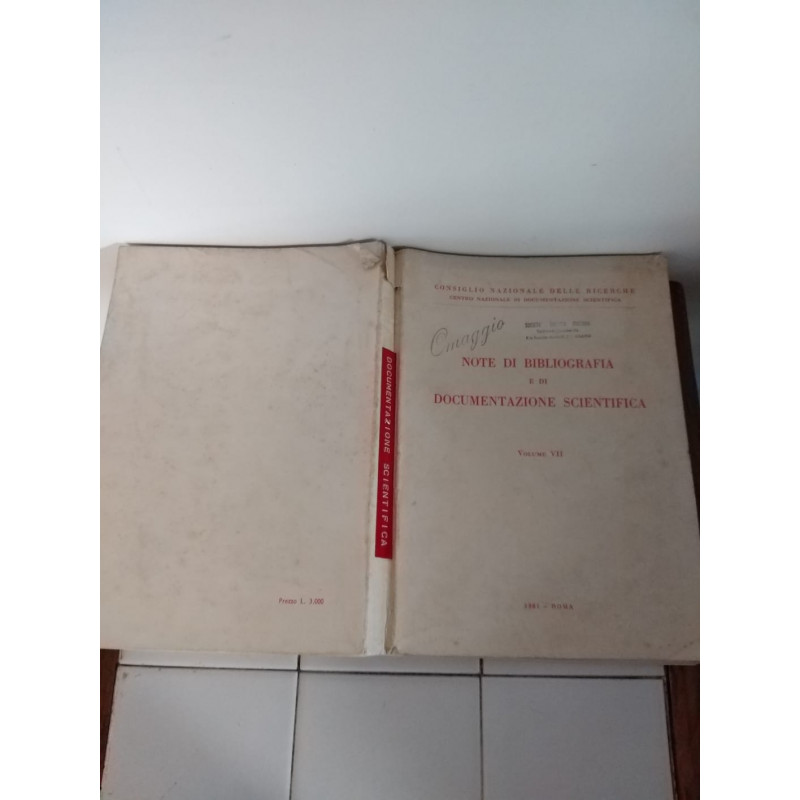 CONSIGLIO NAZIONALE DELLE RICERCHE
CENTRO NAZIONALE DI DOCUMENTAZIONE SCIENTIFICA
Omaggio
NOTE DI BIBLIOGRAFIA
E DI
DOCUMENTAZIONE SCIENTIFICA
VOLUME VII
ROMA
DOCUMENTAZIONE SCIENTIFICA
Prezzo L. 3.000